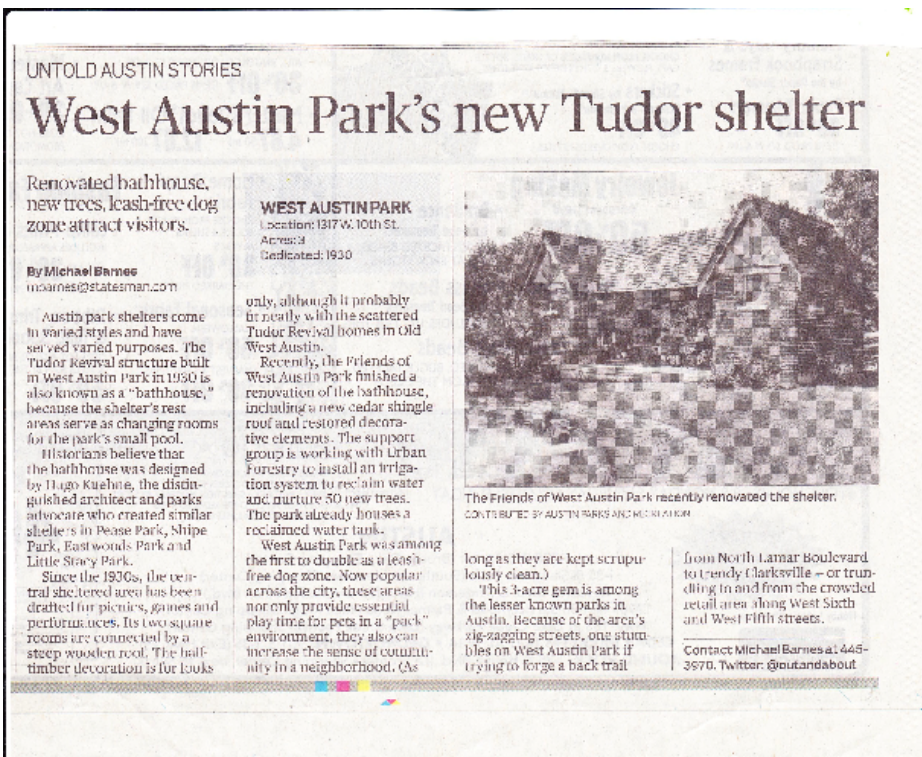 UNTOLD AUSTIN STORIES
West Austin Park's new Tudor shelter
Renovated bathhouse,
new trees, leash-free dog
zone attract visitors.
By Michael Barnes
mbarnes@statesman.com
Austin park shelters come
in varied styles and have
served varied purposes. The
Tudor Revival structure built
in West Austin Park in 1930 is
also known as a "bathhouse,"
because the shelter's rest
areas serve as changing rooms
for the park's small pool.
Historians believe that
the bathhouse was designed
by Hugo Kuehne, the distin-
guished architect and parks
advocate who created similar
shelters in Pease Park, Shipe
Park, Eastwoods Park and
Little Stacy Park.
Since the 1930s, the cen-
tral sheltered area has been
drafted for picnics, games and
performances. Its two square
rooms are connected by a
steep wooden roof. The half-
timber decoration is for looks
WEST AUSTIN PARK
Location: 1317 W. 10th St.
Acres: 3
Dedicated: 1930
only, although it probably
fit neatly with the scattered
Tudor Revival homes in Old
West Austin.
Recently, the Friends of
West Austin Park finished a
renovation of the bathhouse,
including a new cedar shingle
roof and restored decora-
tive elements. The support
group is working with Urban
Forestry to install an irriga-
tion system to reclaim water
and nurture 50 new trees.
The park already houses a
reclaimed water tank.
West Austin Park was among
the first to double as a leash-
free dog zone. Now popular
across the city, these areas
not only provide essential
play time for pets in a "pack"
environment, they also can
increase the sense of commu-
nity in a neighborhood. (As
The Friends of West Austin Park recently renovated the shelter.
CONTRIBUTED BY AUSTIN PARKS AND RECREATION
long as they are kept scrupu-
lously clean.)
This 3-acre gem is among
the lesser known parks in
Austin. Because of the area's
zig-zagging streets, one stum-
bles on West Austin Park if
trying to forge a back trail
from North Lamar Boulevard
to trendy Clarksville — or trun-
dling to and from the crowded
retail area along West Sixth
and West Fifth streets.
Contact Michael Barnes at 445-
3970. Twitter: @outandabout